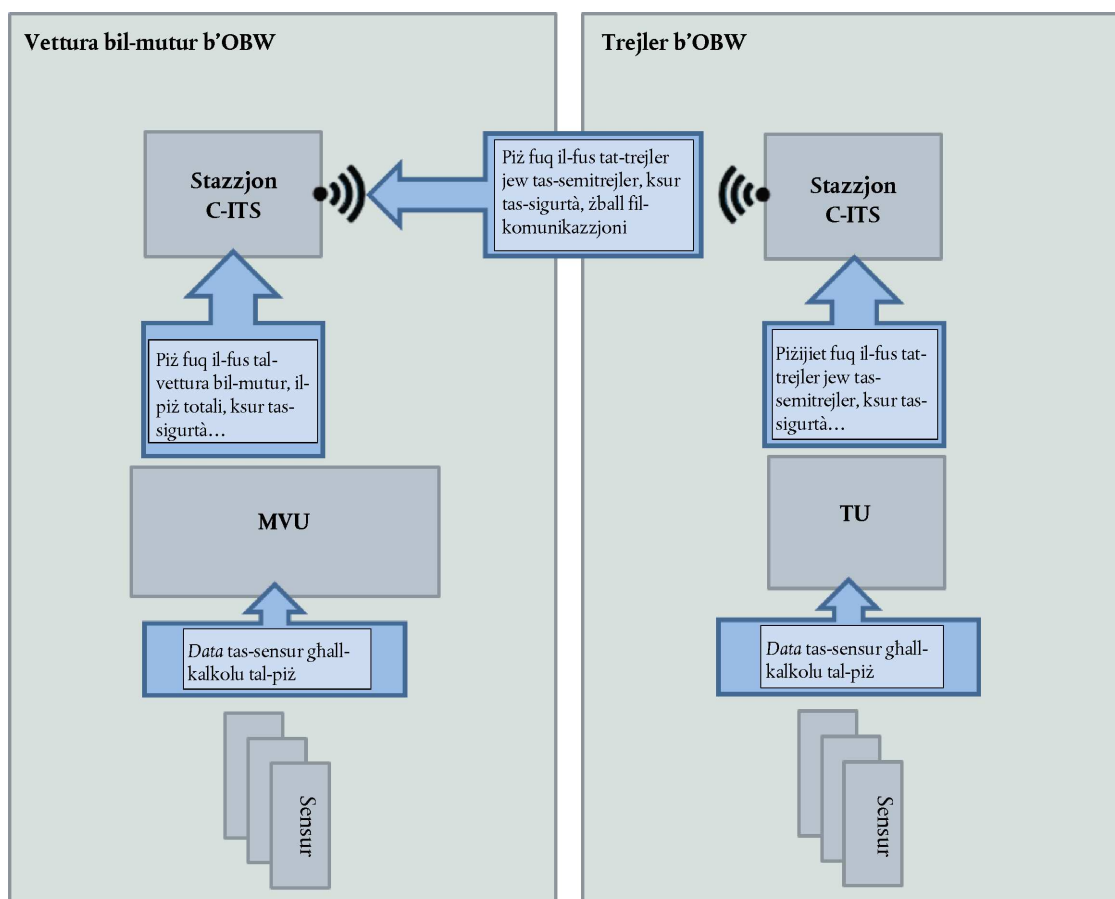 Vettura bil-mutur b’OBW
Stazzjon
C-ITS
Piż fuq il-fus tal-
vettura bil-mutur, il-
piż totali, ksur tas-
sigurtà…
MVU
Data tas-sensur għall-
kalkolu tal-piż
Sensur
Piż fuq il-fus tat-trejler
jew tas-semitrejler, ksur
tas-sigurtà, żball fil-
komunikazzjoni
Trejler b’OBW
Stazzjon
C-ITS
Piżijiet fuq il-fus tat-
trejler jew tas-
semitrejler, ksur tas-
sigurtà…
TU
Data tas-sensur għall-
kalkolu tal-piż
Sensur